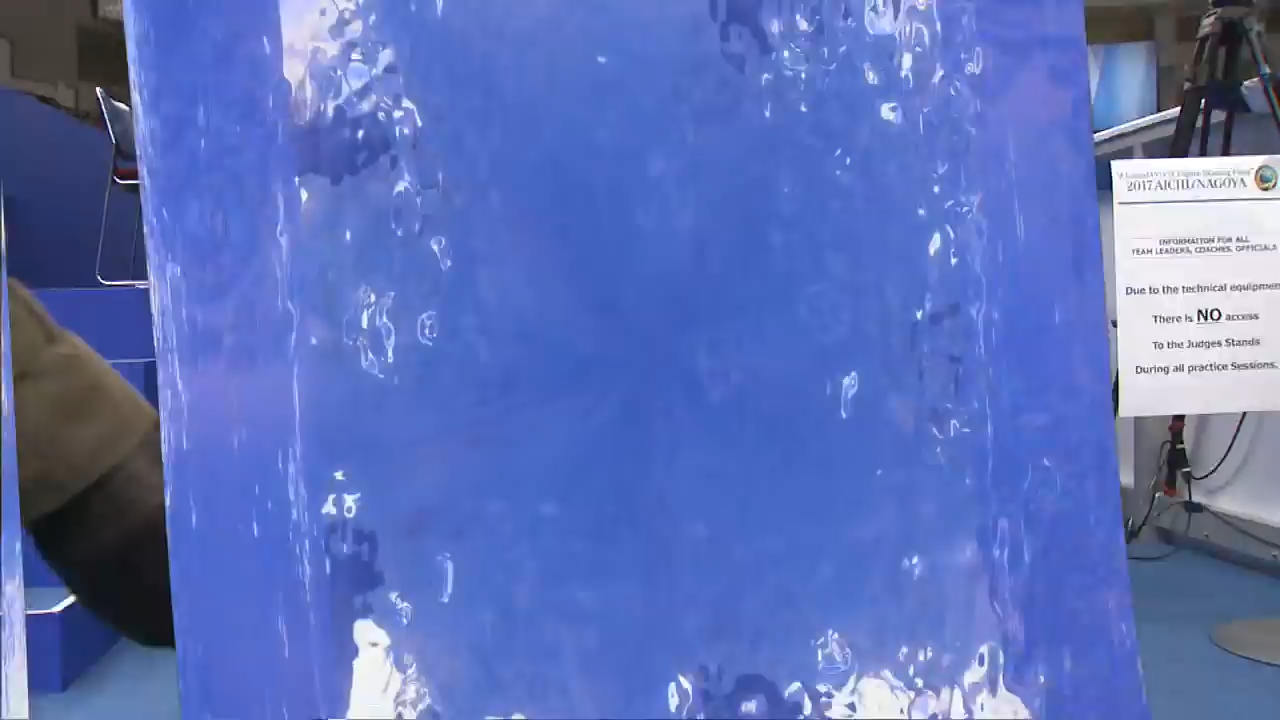 2017 AICHI/NAGOYA
INFORMATION FOR ALL
TEAM LEADERS, COACHES, OFFICIALS
Due to the technical equipmen
There is NO access
To the Judges Stands
During all practice Sessions.